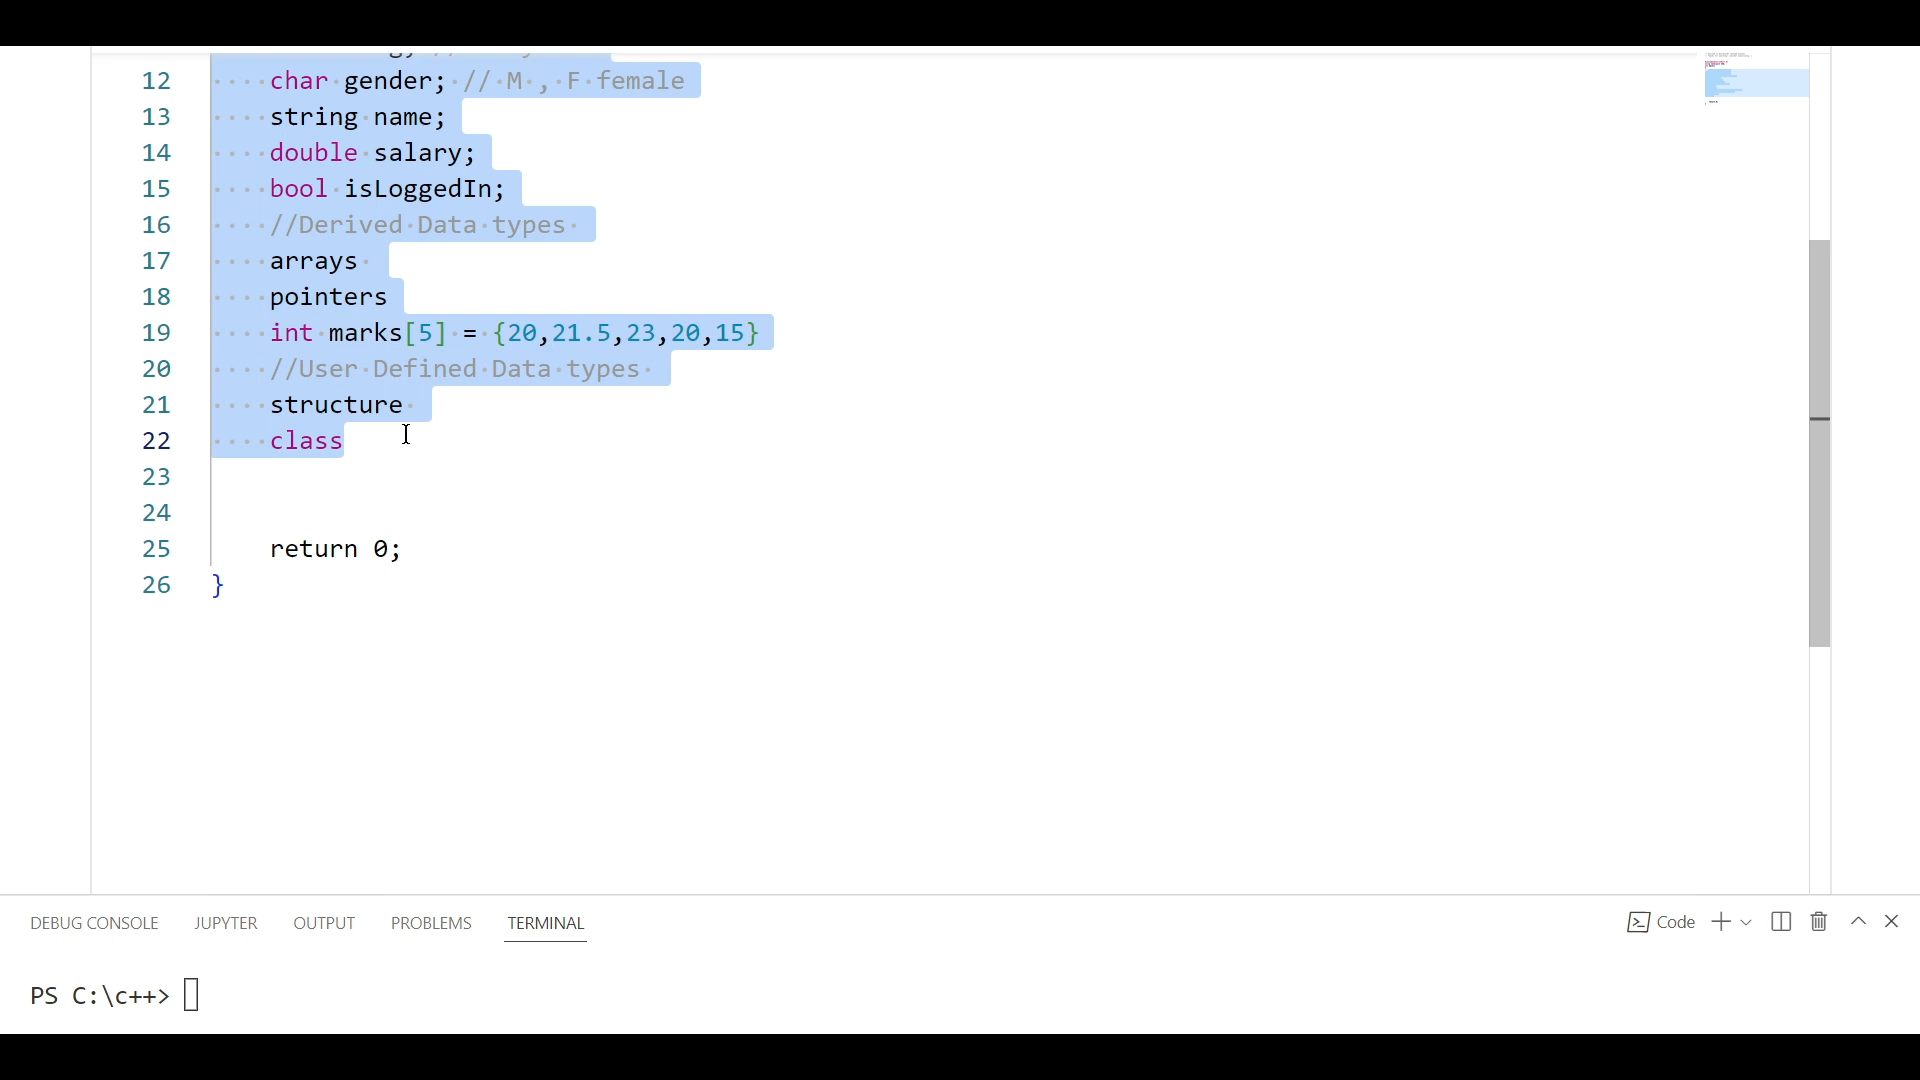 12 char gender; // M , F female
13 string name;
14 double salary;
15 bool isLoggedIn;
16 //Derived Data types
17 arrays
18 pointers
19 int marks[5] = {20,21.5,23,20,15}
20 //User Defined Data types
21 structure
22 class
23
24
25 return 0;
26 }
DEBUG CONSOLE JUPYTER OUTPUT PROBLEMS TERMINAL Code
PS C:\c++>